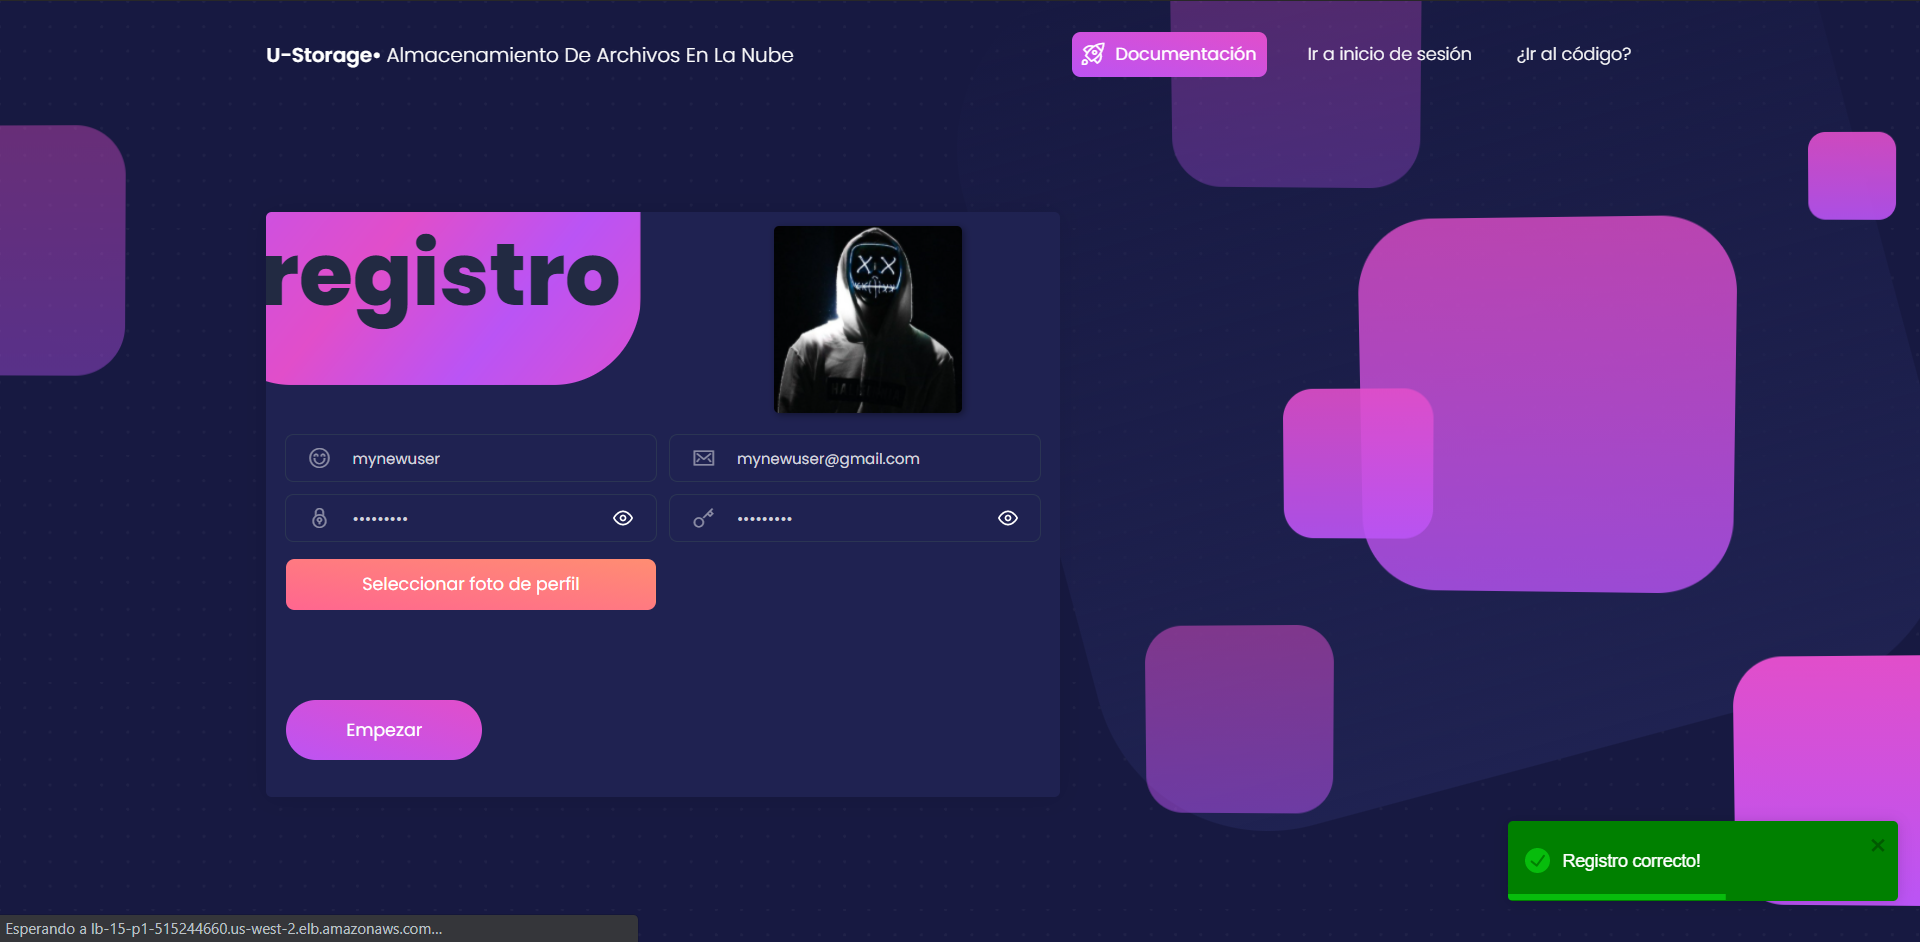 U-Storage• Almacenamiento De Archivos En La Nube
Documentación
Ir a inicio de sesión
¿Ir al código?
registro
mynewuser
mynewuser@gmail.com
•••••••••
•••••••••
Seleccionar foto de perfil
Empezar
Registro correcto!
Esperando a lb-15-p1-515244660.us-west-2.elb.amazonaws.com...